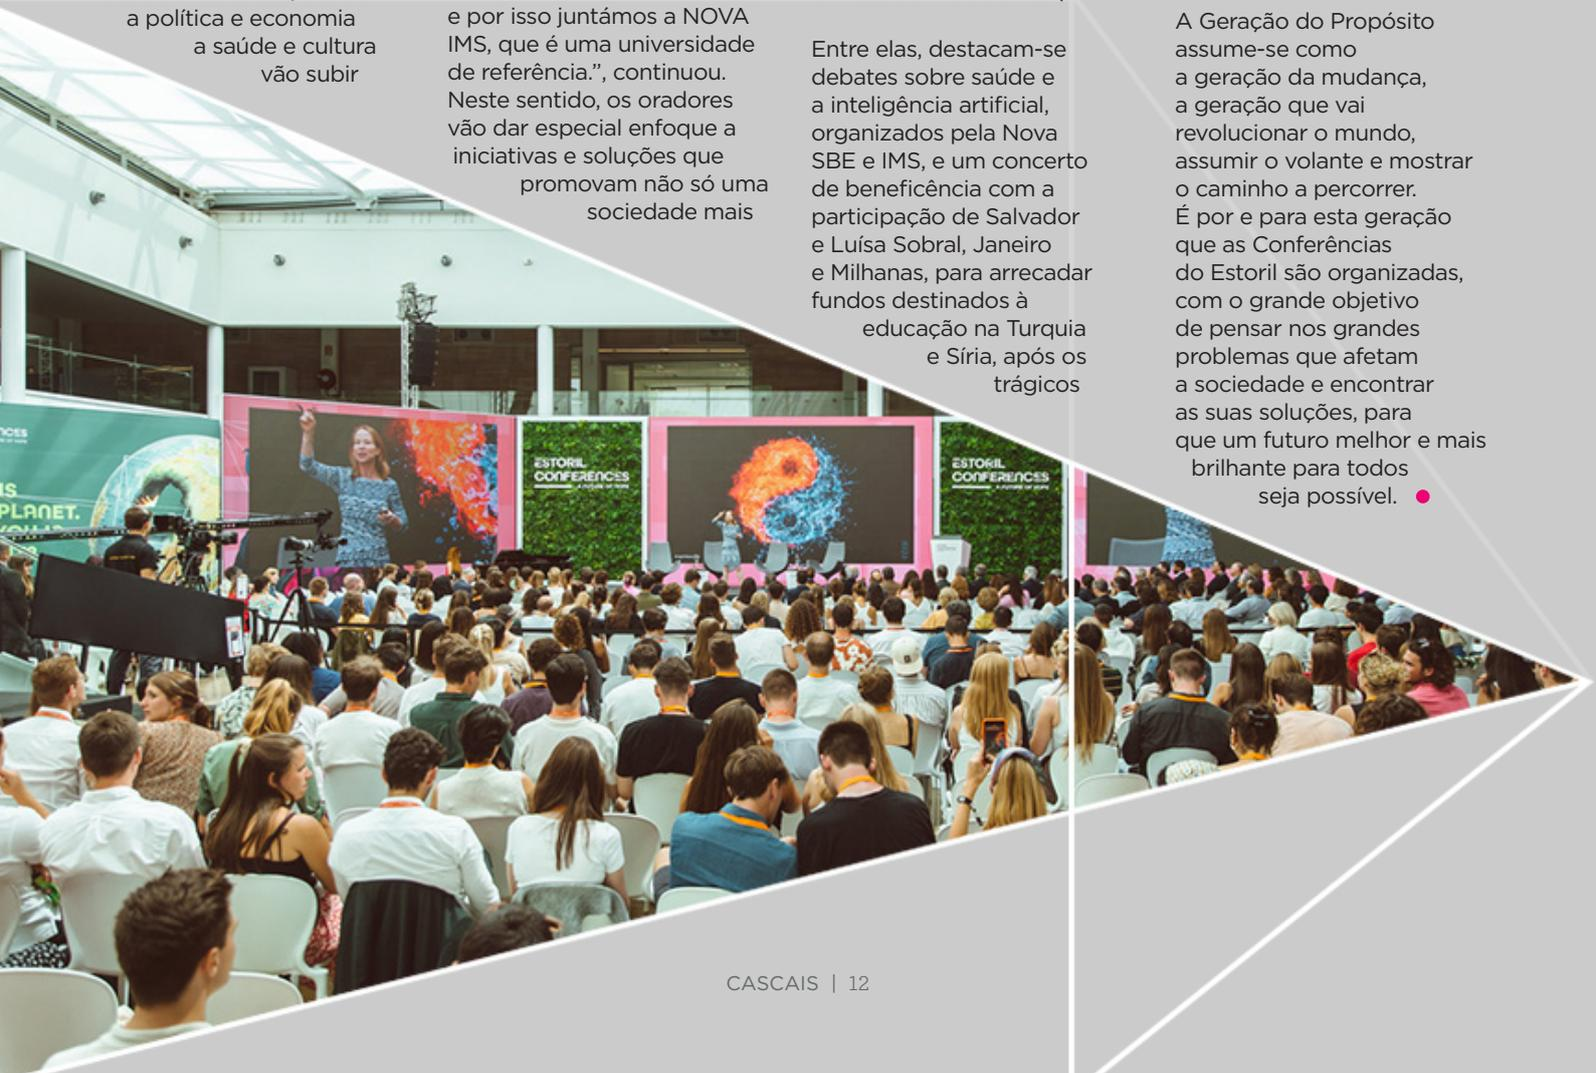 a política e economia
a saúde e cultura
vão subir
e por isso juntámos a NOVA
IMS, que é uma universidade
de referência.”, continuou.
Neste sentido, os oradores
vão dar especial enfoque a
iniciativas e soluções que
promovam não só uma
sociedade mais
Entre elas, destacam-se
debates sobre saúde e
a inteligência artificial,
organizados pela Nova
SBE e IMS, e um concerto
de beneficência com a
participação de Salvador
e Luísa Sobral, Janeiro
e Milhanas, para arrecadar
fundos destinados à
educação na Turquia
e Síria, após os
trágicos
A Geração do Propósito
assume-se como
a geração da mudança,
a geração que vai
revolucionar o mundo,
assumir o volante e mostrar
o caminho a percorrer.
É por e para esta geração
que as Conferências
do Estoril são organizadas,
com o grande objetivo
de pensar nos grandes
problemas que afetam
a sociedade e encontrar
as suas soluções, para
que um futuro melhor e mais
brilhante para todos
seja possível.
PLANET.
ESTORIL
CONFERENCES
A FUTURE OF HOPE
ESTORIL
CONFERENCES
A FUTURE OF HOPE
CASCAIS | 12